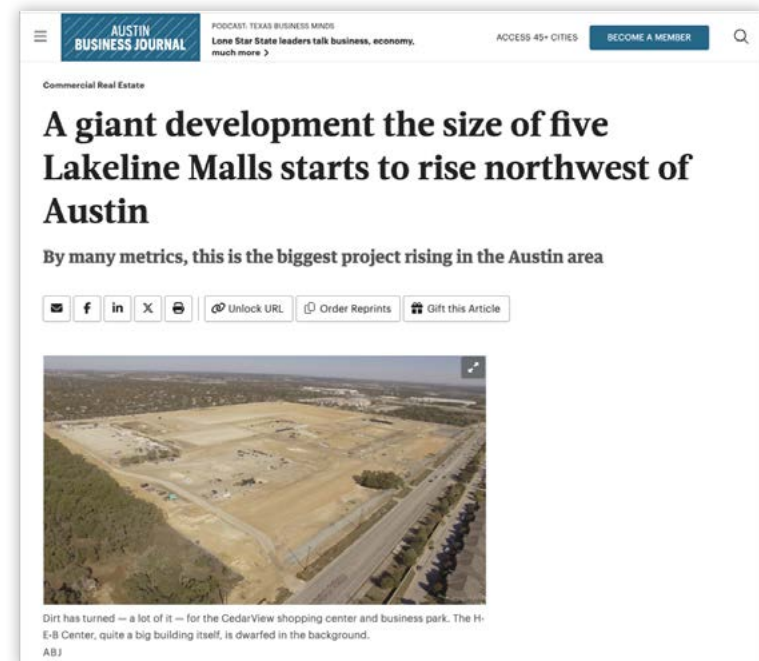 AUSTIN
BUSINESS JOURNAL
PODCAST: TEXAS BUSINESS MINDS
Lone Star State leaders talk business, economy,
much more >
ACCESS 45+ CITIES
BECOME A MEMBER
Commercial Real Estate
A giant development the size of five
Lakeline Malls starts to rise northwest of
Austin
By many metrics, this is the biggest project rising in the Austin area
Unlock URL
Order Reprints
Gift this Article
Dirt has turned — a lot of it — for the CedarView shopping center and business park. The H-
E-B Center, quite a big building itself, is dwarfed in the background.
ABJ